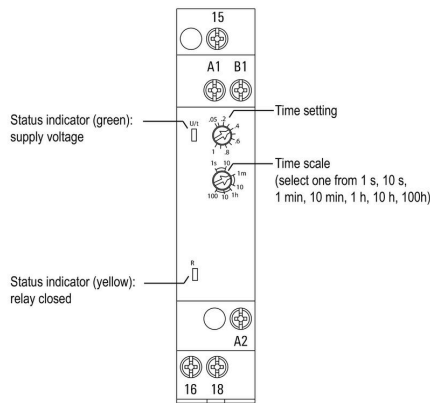 15
A1 B1
Status indicator (green):
supply voltage
U/t
.05 .2
.4
.6
.8
1
Time setting
1s 10
1m
10
1h
10
100
Time scale
(select one from 1 s, 10 s,
1 min, 10 min, 1 h, 10 h, 100h)
R
Status indicator (yellow):
relay closed
A2
16 18